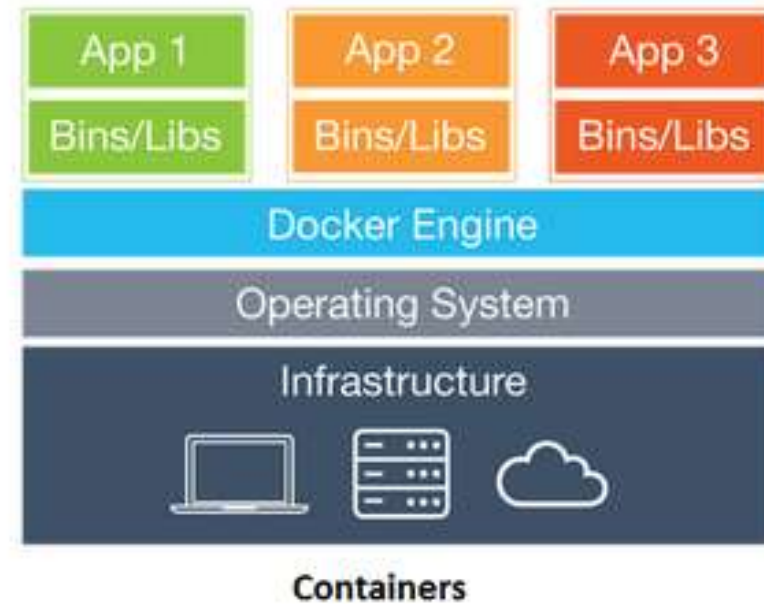 App 1 App 2 App 3
Bins/Libs Bins/Libs Bins/Libs
Docker Engine
Operating System
Infrastructure
Containers